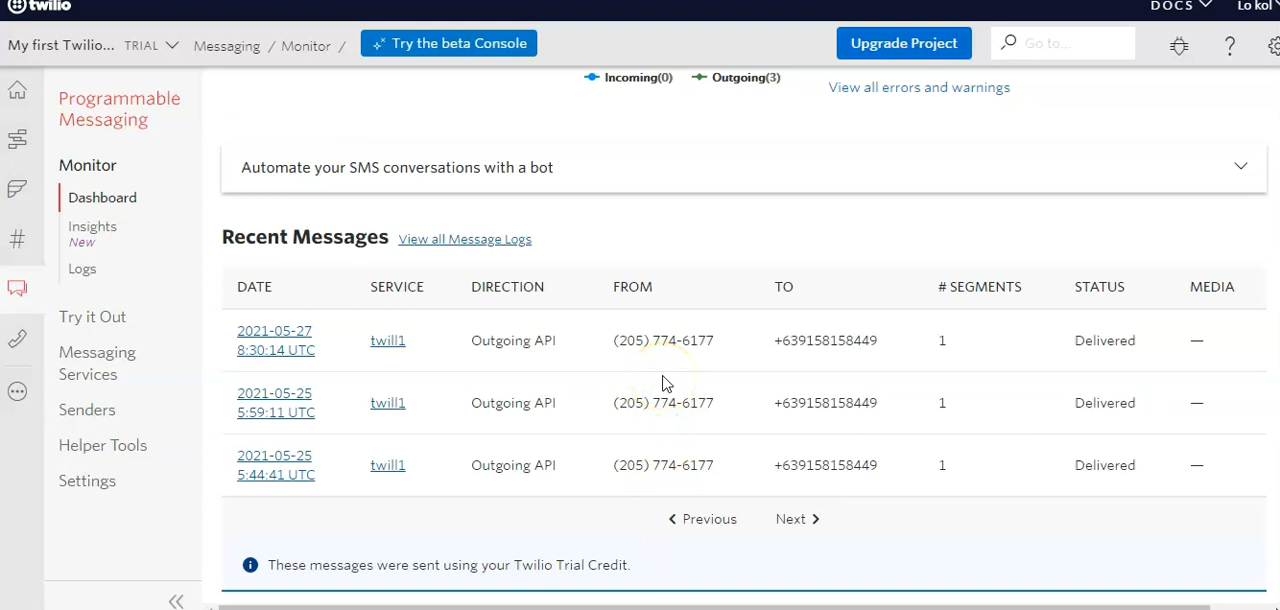 twilio
DOCS
Lo kol
My first Twilio... TRIAL
Messaging / Monitor /
Try the beta Console
Upgrade Project
Go to...
?
Programmable
Messaging
Monitor
Dashboard
Insights
New
Logs
Try it Out
Messaging
Services
Senders
Helper Tools
Settings
Incoming(0) Outgoing(3)
View all errors and warnings
Automate your SMS conversations with a bot
Recent Messages View all Message Logs
DATE SERVICE DIRECTION FROM TO # SEGMENTS STATUS MEDIA
2021-05-27
8:30:14 UTC twill1 Outgoing API (205) 774-6177 +639158158449 1 Delivered —
2021-05-25
5:59:11 UTC twill1 Outgoing API (205) 774-6177 +639158158449 1 Delivered —
2021-05-25
5:44:41 UTC twill1 Outgoing API (205) 774-6177 +639158158449 1 Delivered —
Previous Next
These messages were sent using your Twilio Trial Credit.